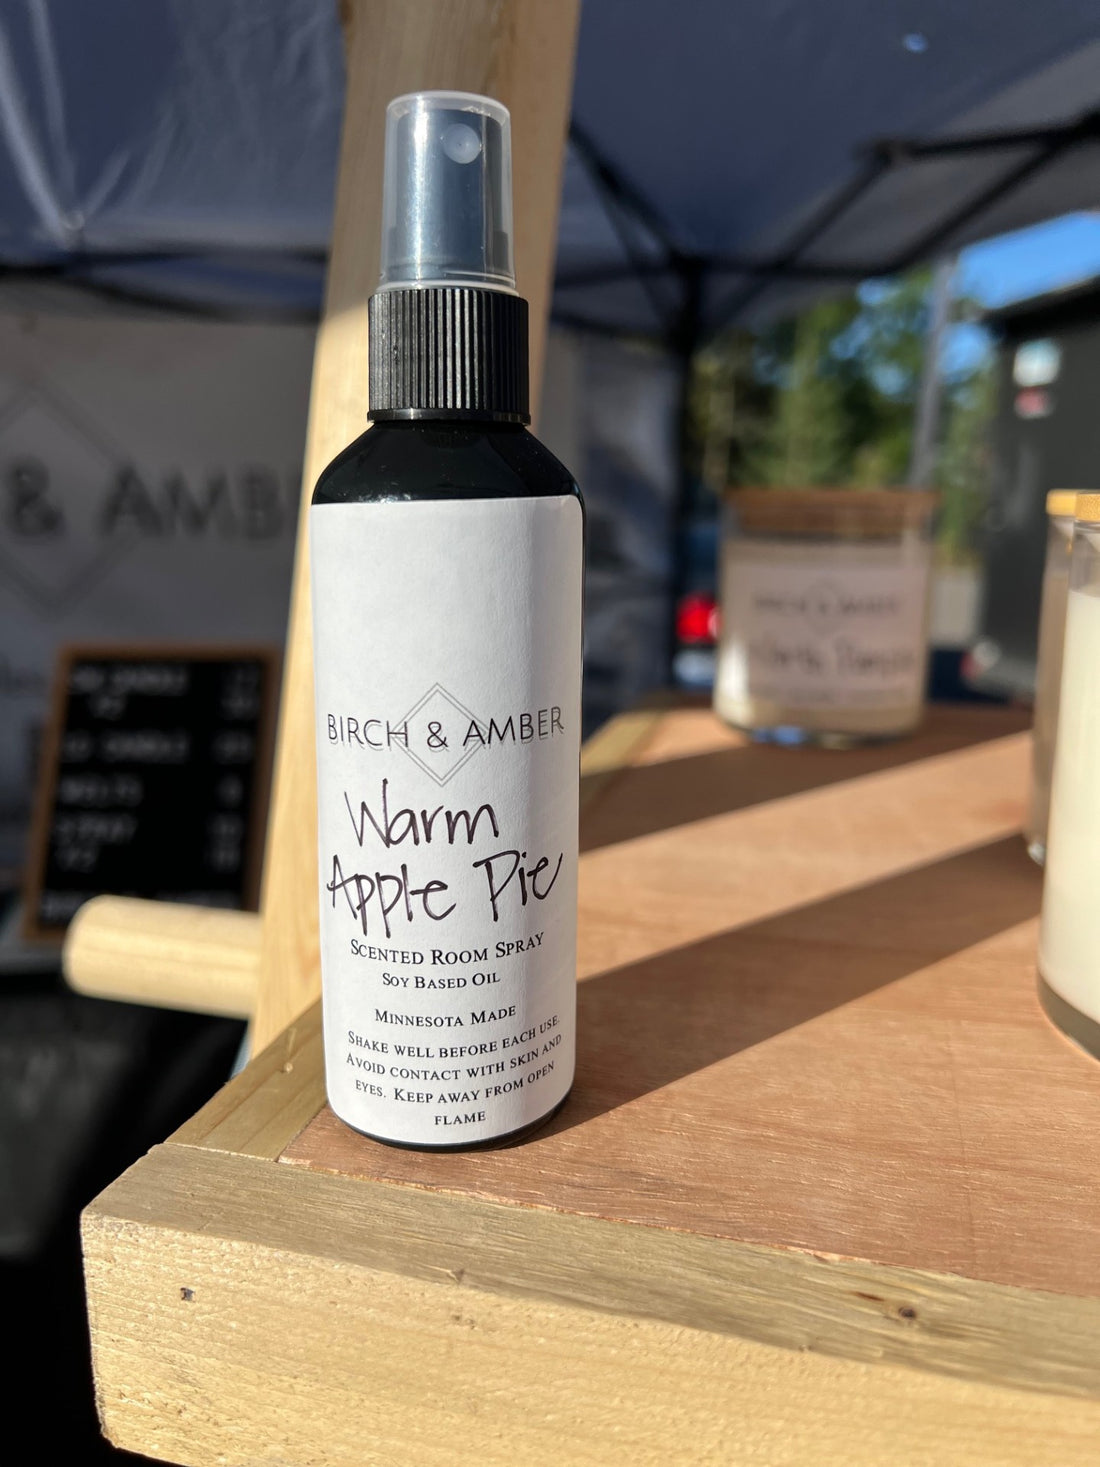 BIRCH & AMBER
Warm
Apple Pie
SCENTED ROOM SPRAY
SOY BASED OIL
MINNESOTA MADE
SHAKE WELL BEFORE EACH USE.
AVOID CONTACT WITH SKIN AND
EYES. KEEP AWAY FROM OPEN
FLAME
& AMB